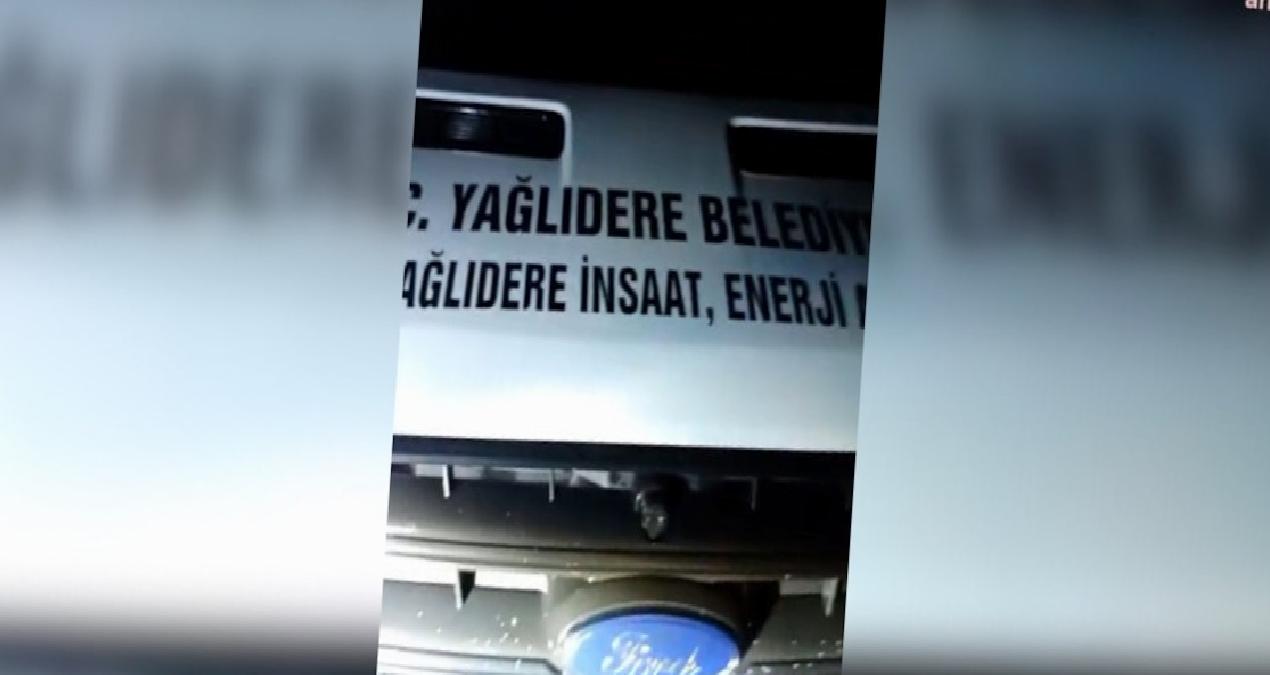 C. YAĞLIDERE BELEDİY
AĞLIDERE İNSAAT, ENERJİ